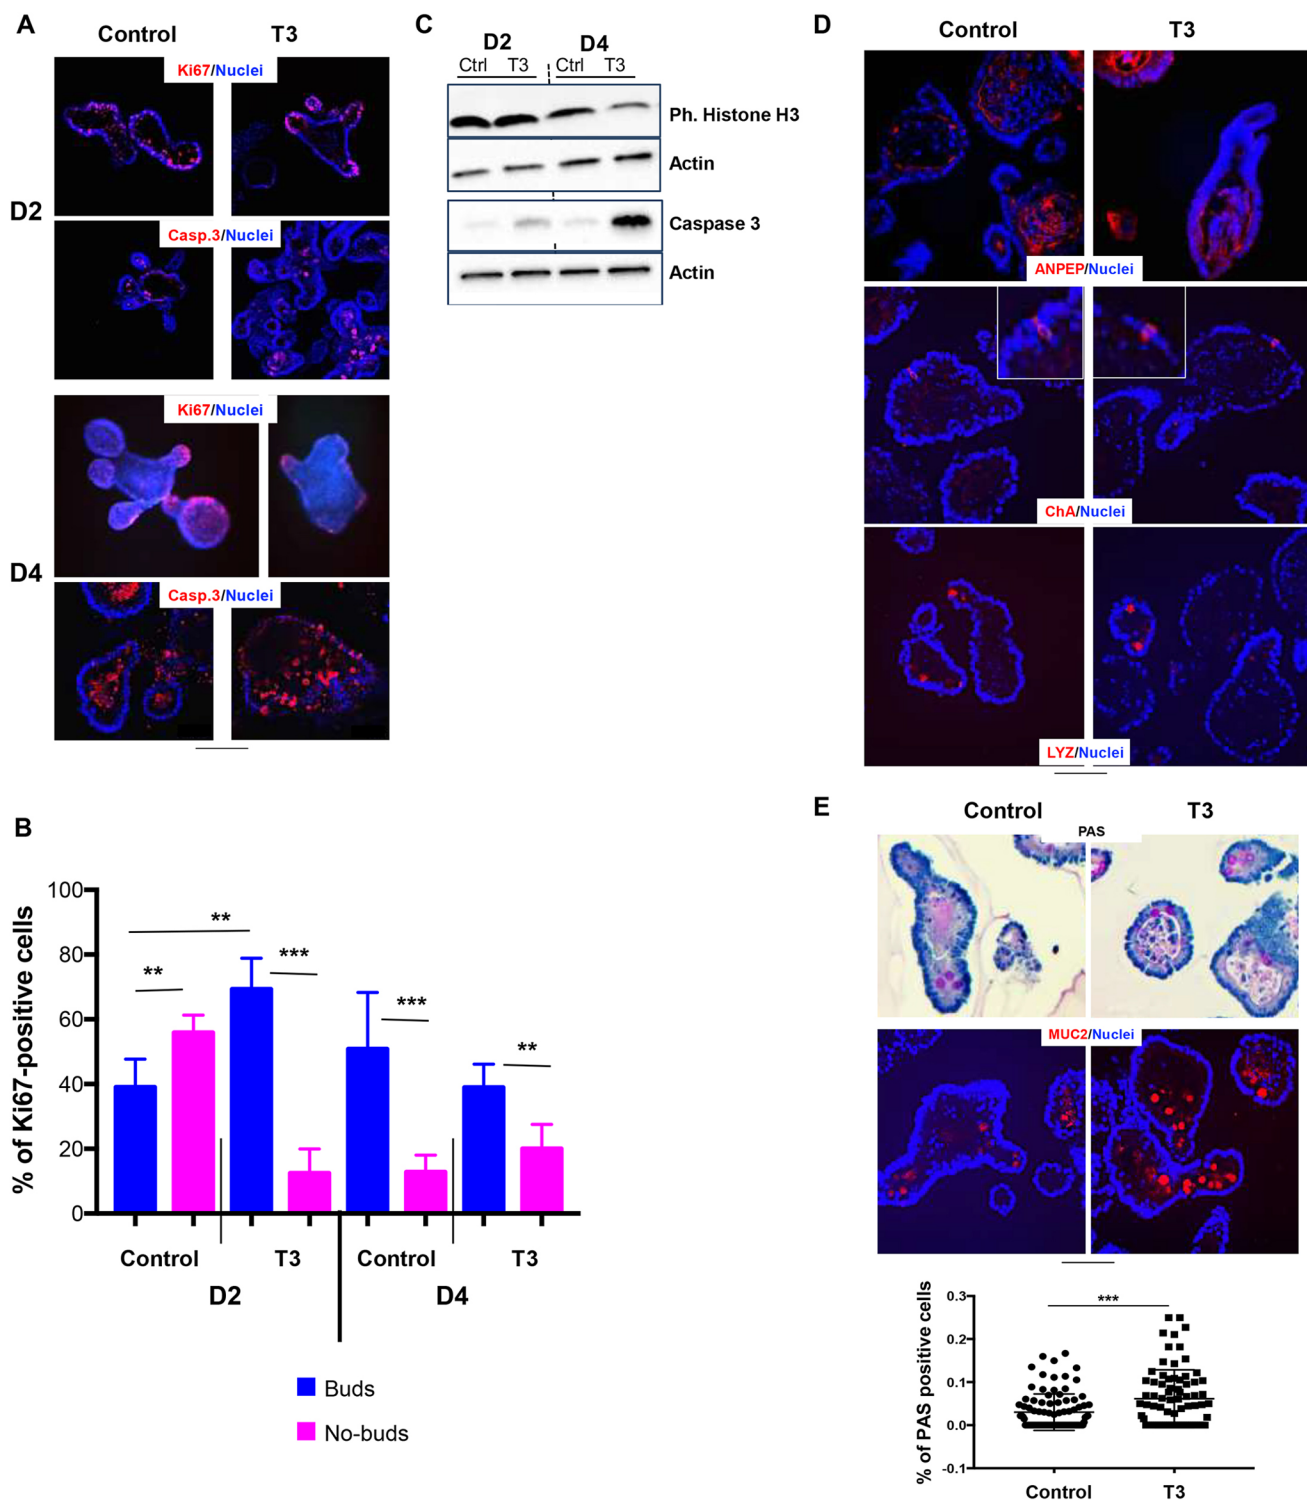 A
Control T3
Ki67/Nuclei
D2
Casp.3/Nuclei
Ki67/Nuclei
D4
Casp.3/Nuclei
B
% of Ki67-positive cells
100
80
60
40
20
0
**
**
***
***
**
Control T3 Control T3
D2 D4
Buds
No-buds
C
D2 D4
Ctrl T3 Ctrl T3
Ph. Histone H3
Actin
Caspase 3
Actin
D
Control T3
ANPEP/Nuclei
ChA/Nuclei
LYZ/Nuclei
E
Control T3
PAS
MUC2/Nuclei
% of PAS positive cells
0.3
0.2
0.1
0.0
-0.1
***
Control T3